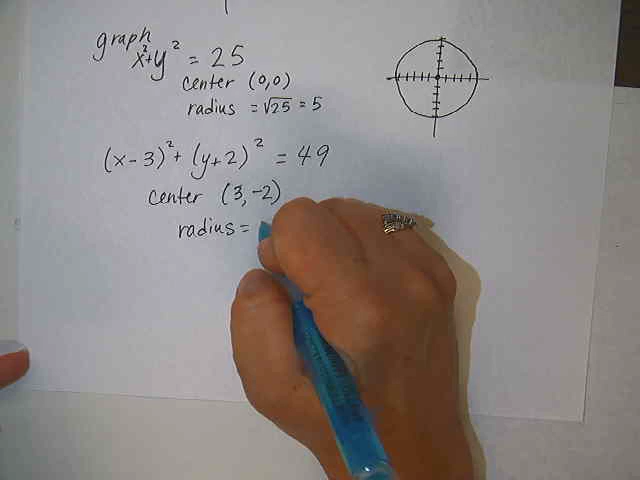 graph
x²+y² = 25
center (0,0)
radius = √25 = 5
(x-3)² + (y+2)² = 49
center (3,-2)
radius =